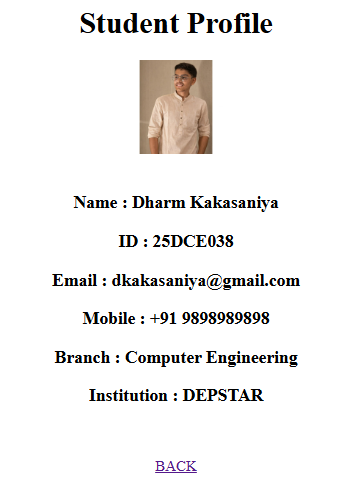 Student Profile
Name : Dharm Kakasaniya
ID : 25DCE038
Email : dkakasaniya@gmail.com
Mobile : +91 9898989898
Branch : Computer Engineering
Institution : DEPSTAR
BACK